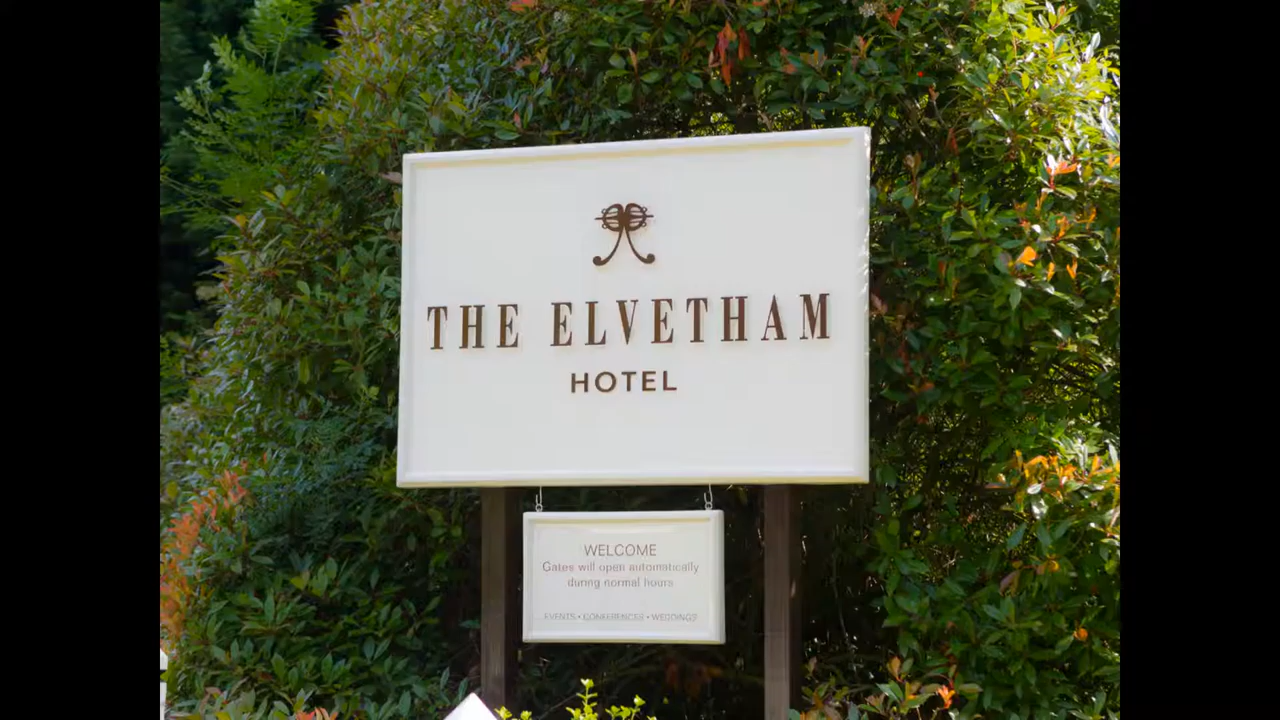 THE ELVETHAM
HOTEL
WELCOME
Gates will open automatically
during normal hours
EVENTS • CONFERENCES • WEDDINGS